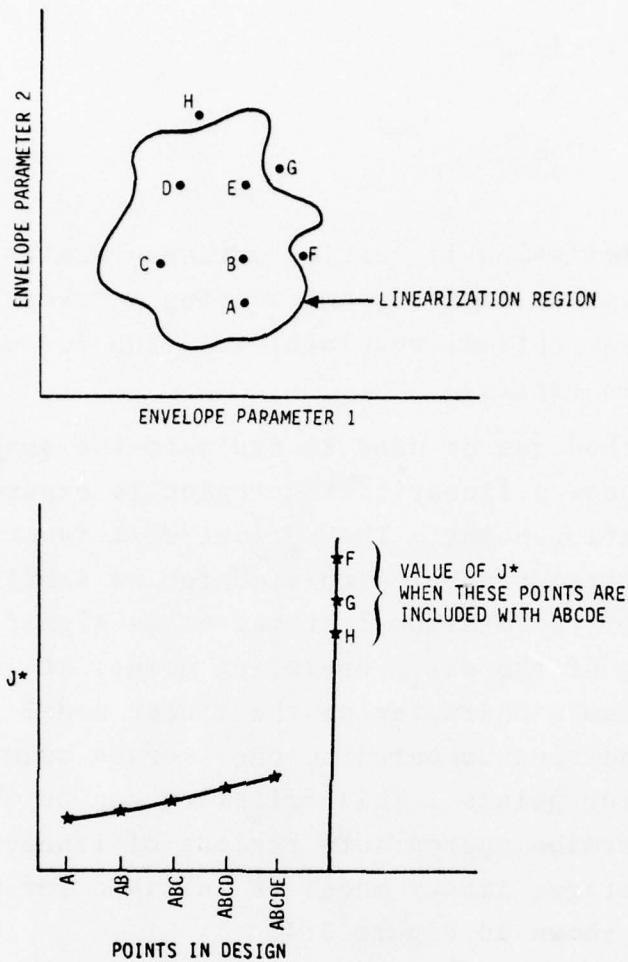 ENVELOPE PARAMETER 2
H
G
D
E
C
B
F
A
LINEARIZATION REGION
ENVELOPE PARAMETER 1
J*
F
G
H
VALUE OF J*
WHEN THESE POINTS ARE
INCLUDED WITH ABCDE
A
AB
ABC
ABCD
ABCDE
POINTS IN DESIGN